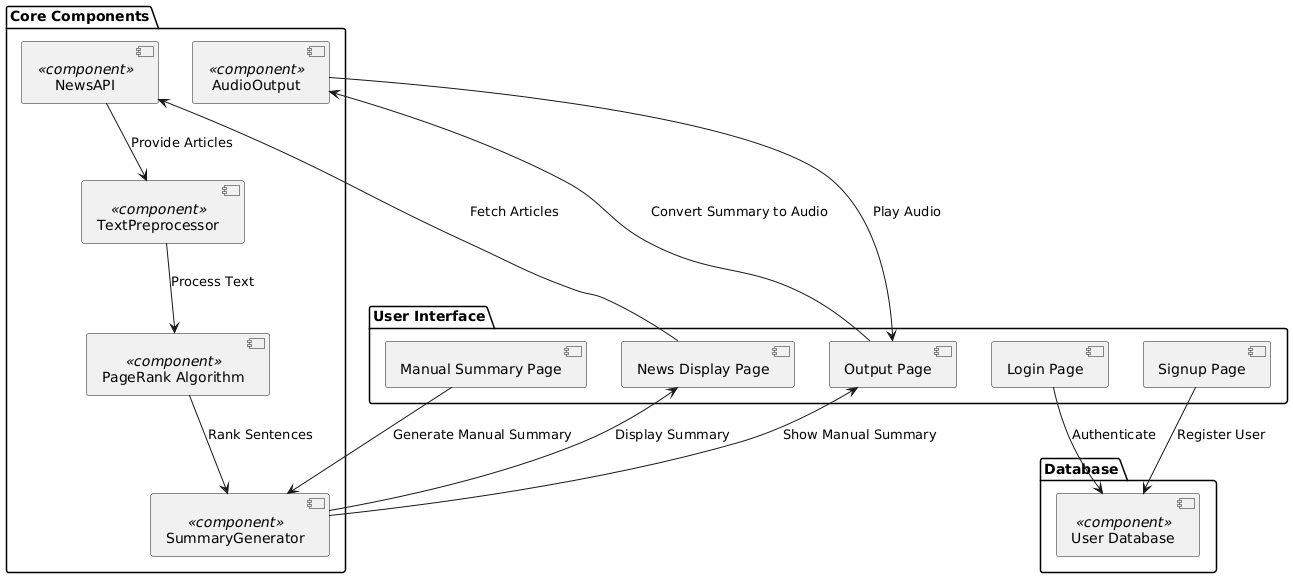 Core Components
«component»
NewsAPI
«component»
AudioOutput
Provide Articles
«component»
TextPreprocessor
Fetch Articles
Convert Summary to Audio
Play Audio
Process Text
User Interface
«component»
PageRank Algorithm
Manual Summary Page
News Display Page
Output Page
Login Page
Signup Page
Rank Sentences
Generate Manual Summary
Display Summary
Show Manual Summary
Authenticate
Register User
Database
«component»
SummaryGenerator
«component»
User Database